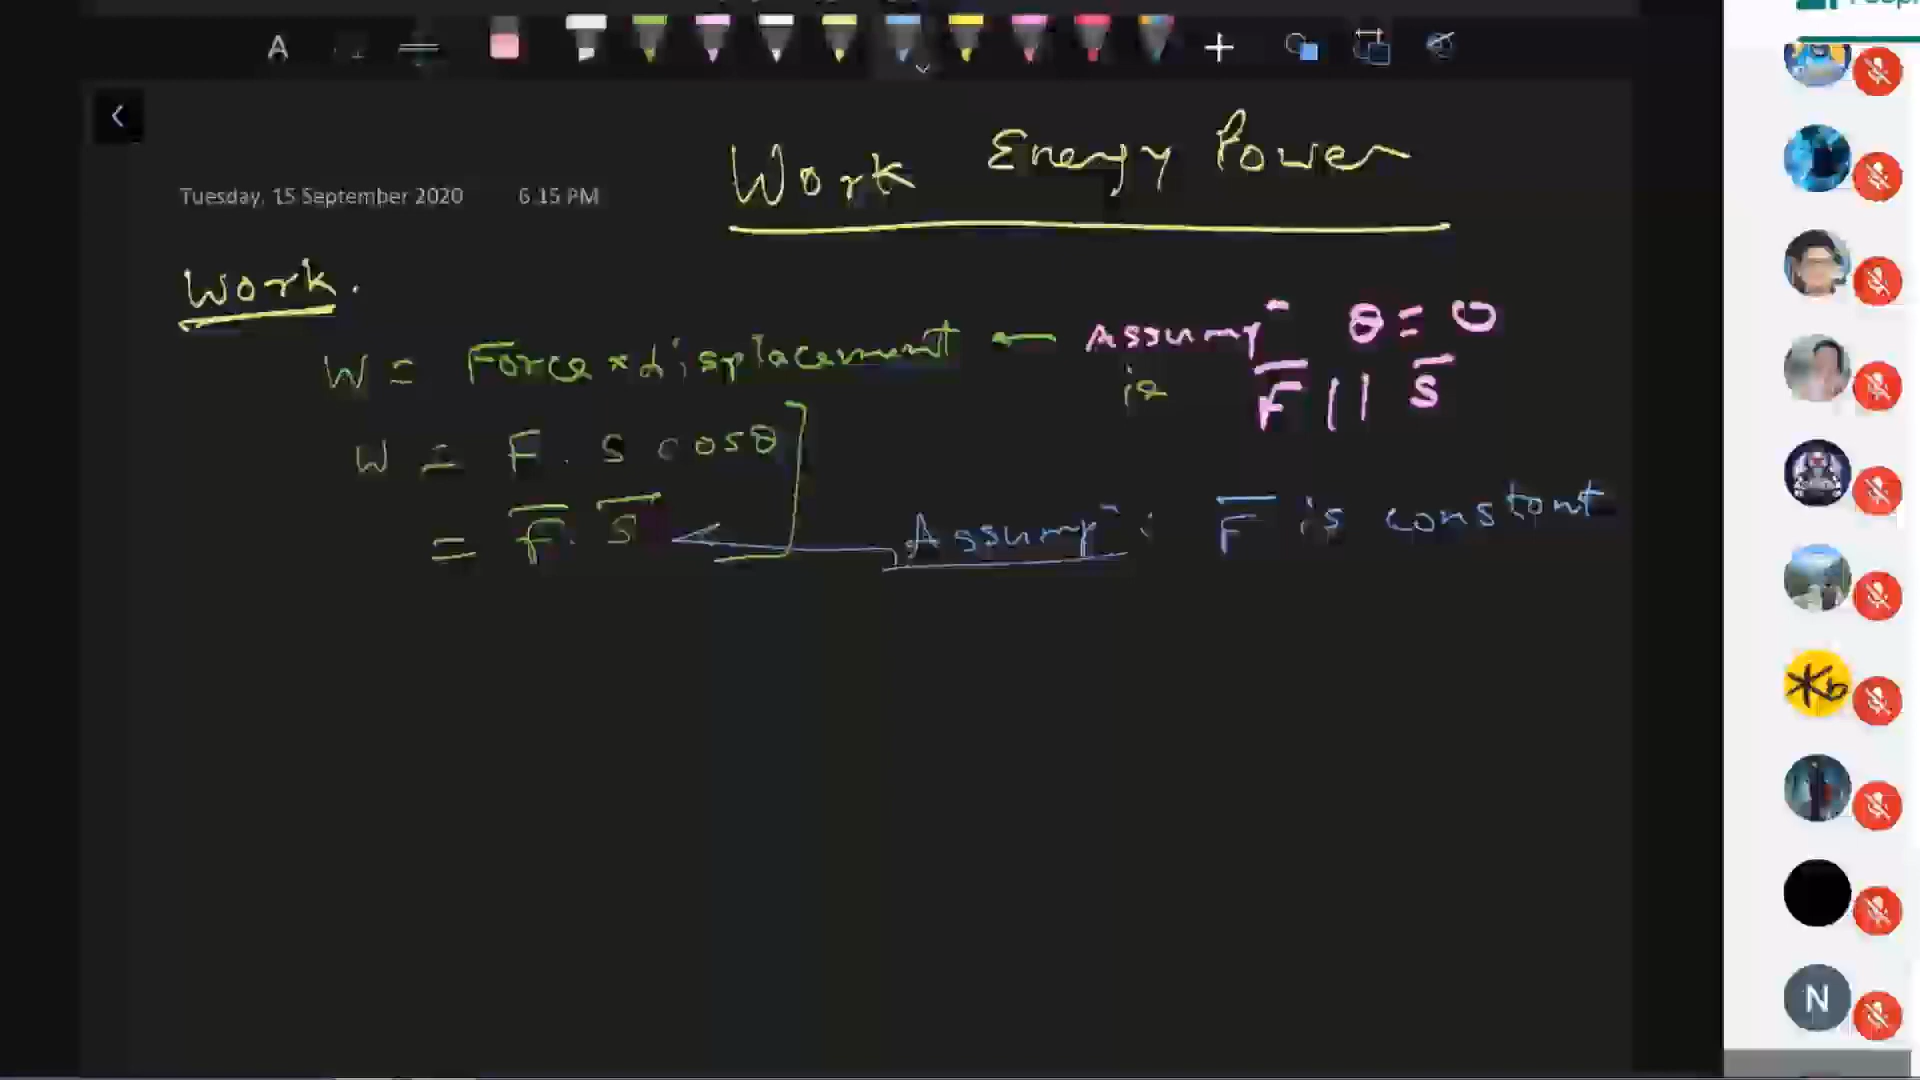 A
Work Energy Power
Tuesday, 15 September 2020 6:15 PM
Work.
W = Force × displacement ← Assumpⁿ θ = 0
is F̅ || s̅
W = F. s cosθ
= F̅. s̅ ← Assumpⁿ : F̅ is constant
N